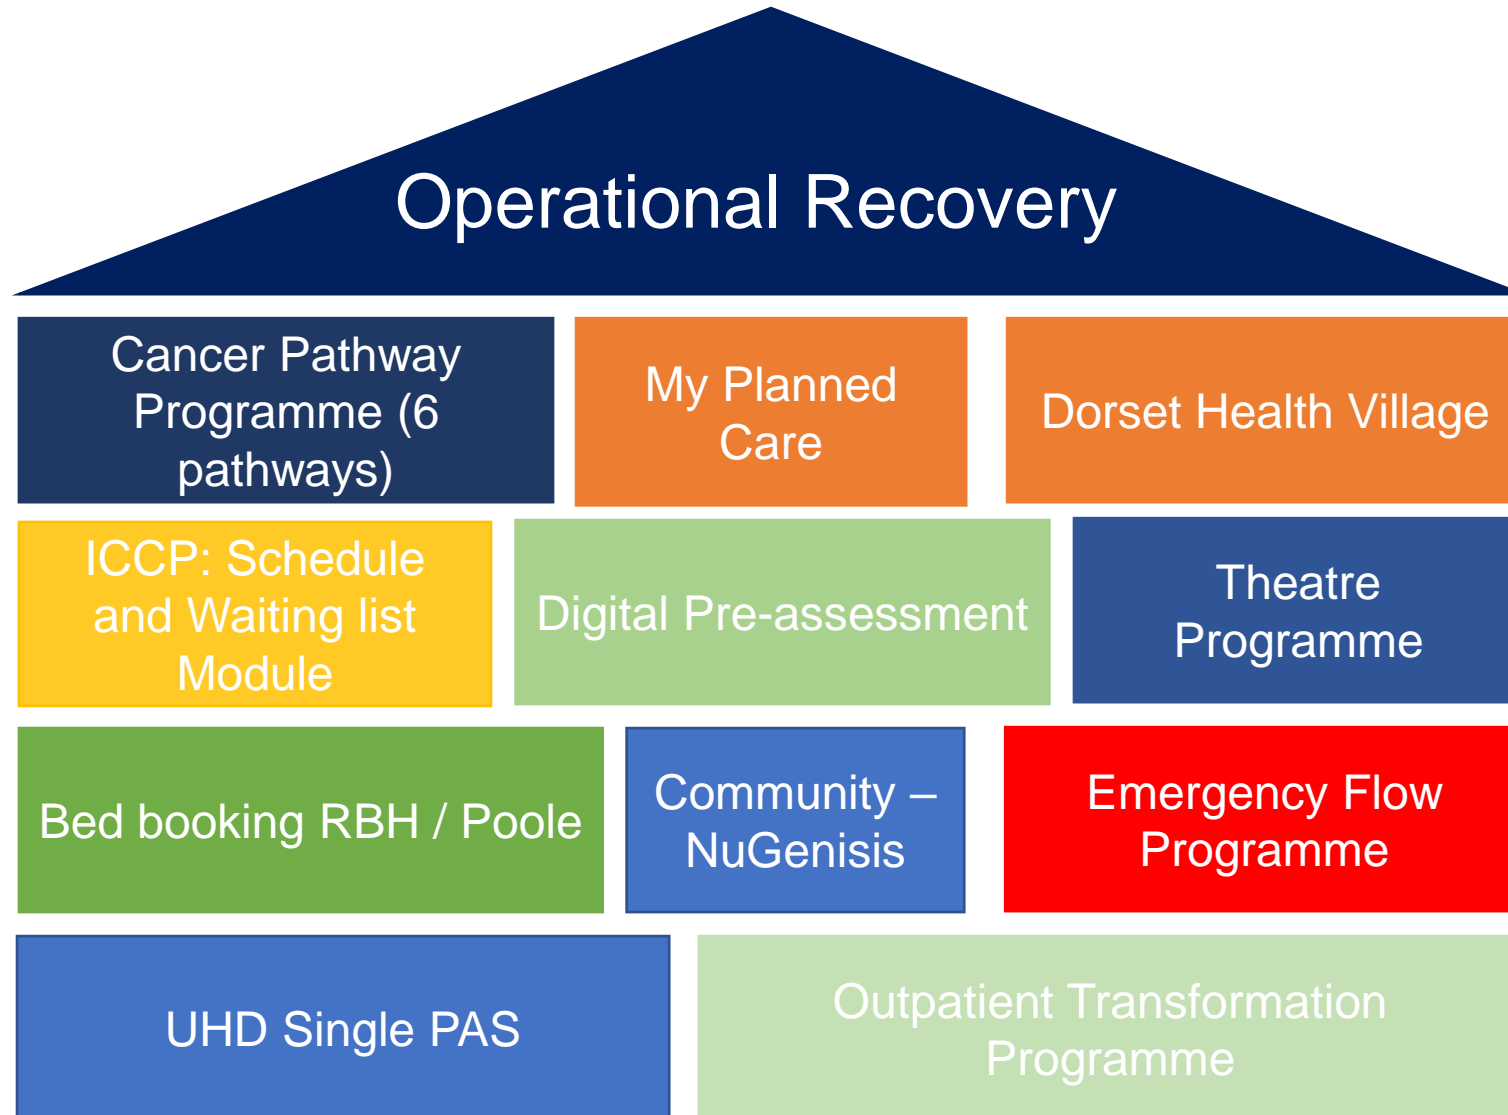 Operational Recovery
Cancer Pathway
Programme (6
pathways)
My Planned
Care
Dorset Health Village
ICCP: Schedule
and Waiting list
Module
Digital Pre-assessment
Theatre
Programme
Bed booking RBH / Poole
Community –
NuGenisis
Emergency Flow
Programme
UHD Single PAS
Outpatient Transformation
Programme